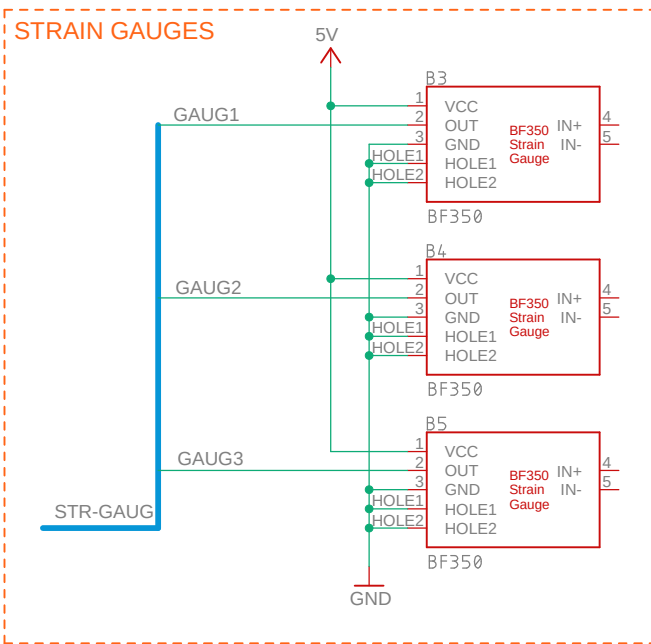 STRAIN GAUGES
5V
B3
GAUG1
1 VCC
2 OUT BF350 IN+ 4
3 GND Strain IN- 5
HOLE1 HOLE1 Gauge
HOLE2 HOLE2
BF350
B4
1 VCC
GAUG2
2 OUT BF350 IN+ 4
3 GND Strain IN- 5
HOLE1 HOLE1 Gauge
HOLE2 HOLE2
BF350
B5
1 VCC
GAUG3
2 OUT BF350 IN+ 4
3 GND Strain IN- 5
HOLE1 HOLE1 Gauge
STR-GAUG
HOLE2 HOLE2
BF350
GND